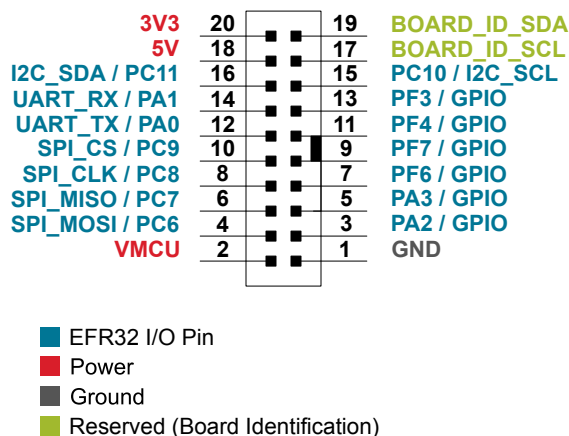 3V3 20 19 BOARD_ID_SDA
5V 18 17 BOARD_ID_SCL
I2C_SDA / PC11 16 15 PC10 / I2C_SCL
UART_RX / PA1 14 13 PF3 / GPIO
UART_TX / PA0 12 11 PF4 / GPIO
SPI_CS / PC9 10 9 PF7 / GPIO
SPI_CLK / PC8 8 7 PF6 / GPIO
SPI_MISO / PC7 6 5 PA3 / GPIO
SPI_MOSI / PC6 4 3 PA2 / GPIO
VMCU 2 1 GND
EFR32 I/O Pin
Power
Ground
Reserved (Board Identification)